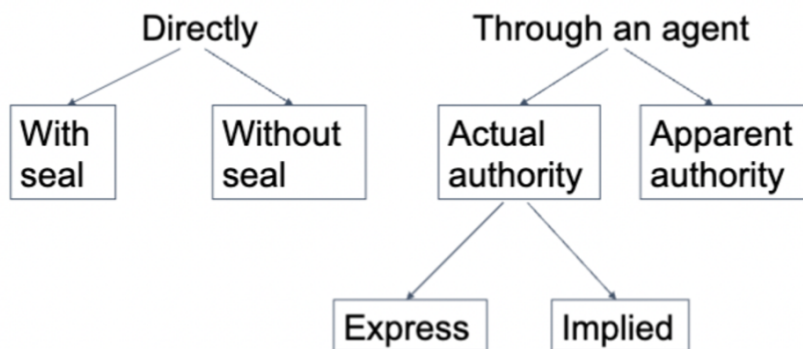 Directly
Through an agent
With
seal
Without
seal
Actual
authority
Apparent
authority
Express
Implied